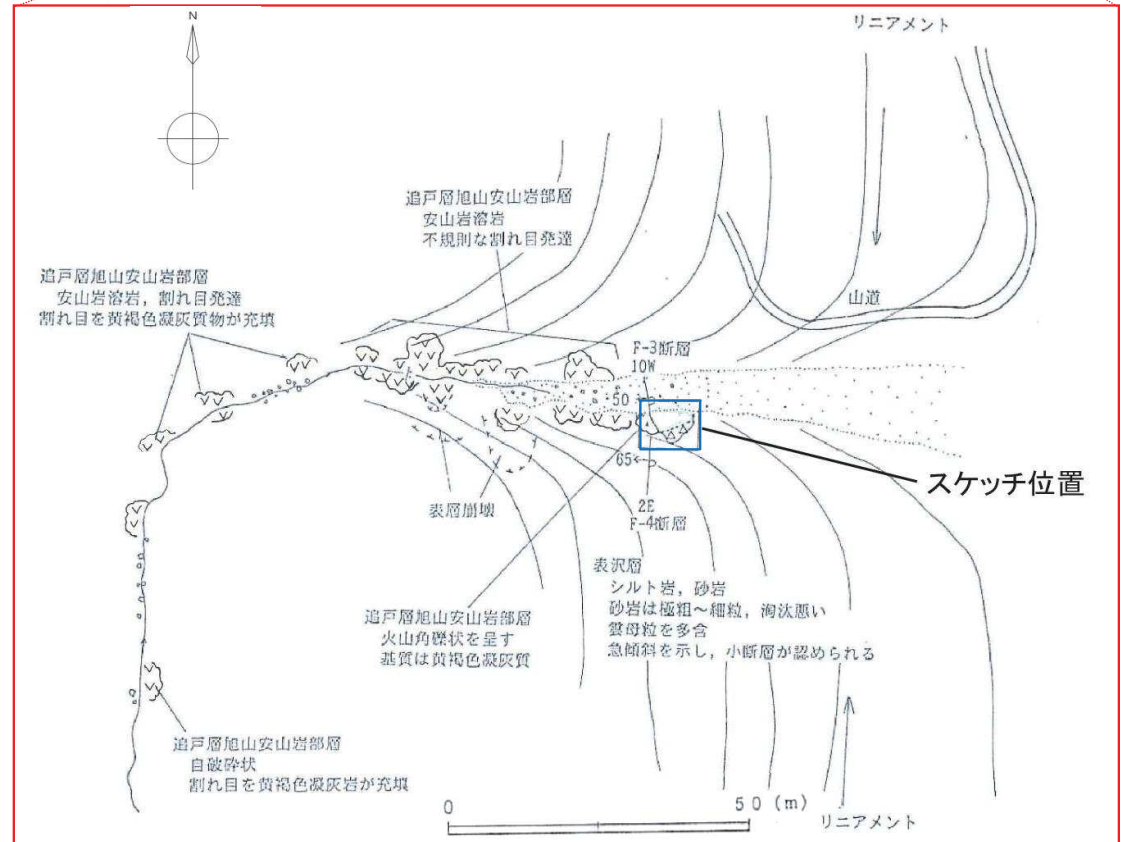 リニアメント
N
追戸層旭山安山岩部層
安山岩溶岩
不規則な割れ目発達
追戸層旭山安山岩部層
安山岩溶岩，割れ目発達
割れ目を黄褐色凝灰質物が充填
山道
F-3断層
10W
50
65
スケッチ位置
2E
F-4断層
表層崩壊
表沢層
シルト岩，砂岩
砂岩は極粗～細粒，淘汰悪い
雲母粒を多含
急傾斜を示し，小断層が認められる
追戸層旭山安山岩部層
火山角礫状を呈す
基質は黄褐色凝灰質
追戸層旭山安山岩部層
自破砕状
割れ目を黄褐色凝灰岩が充填
0
50 (m)
リニアメント